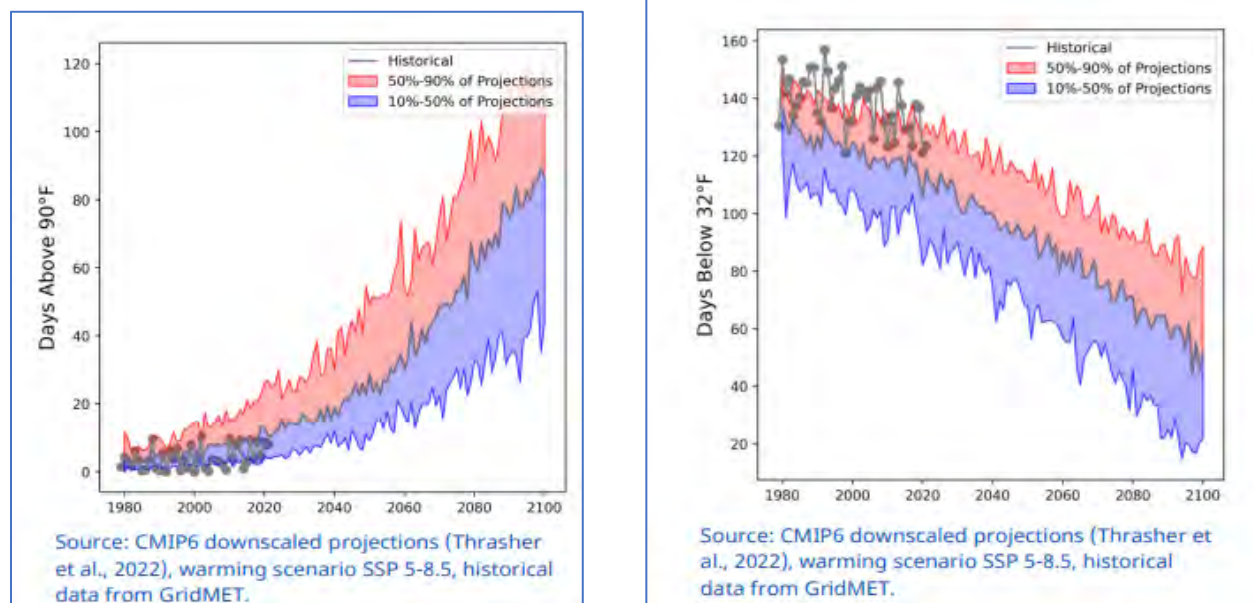 Days Above 90°F
120
100
80
60
40
20
0
Historical
50%-90% of Projections
10%-50% of Projections
1980 2000 2020 2040 2060 2080 2100
Source: CMIP6 downscaled projections (Thrasher
et al., 2022), warming scenario SSP 5-8.5, historical
data from GridMET.
Days Below 32°F
160
140
120
100
80
60
40
20
Historical
50%-90% of Projections
10%-50% of Projections
1980 2000 2020 2040 2060 2080 2100
Source: CMIP6 downscaled projections (Thrasher et
al., 2022), warming scenario SSP 5-8.5, historical
data from GridMET.